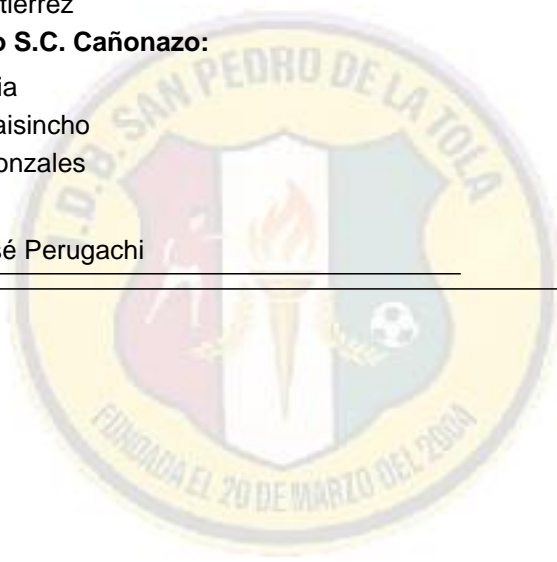 tiérrez
o S.C. Cañonazo:
ia
aisincho
onzales
sé Perugachi
L.D.B. SAN PEDRO DE LA TOLA
FUNDADA EL 20 DE MARZO DEL 2004